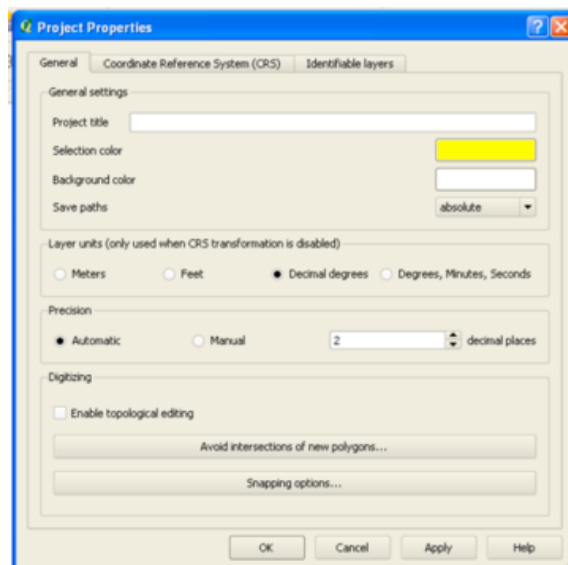 Project Properties
General Coordinate Reference System (CRS) Identifiable layers
General settings
Project title
Selection color
Background color
Save paths absolute
Layer units (only used when CRS transformation is disabled)
Meters Feet Decimal degrees Degrees, Minutes, Seconds
Precision
Automatic Manual 2 decimal places
Digitizing
Enable topological editing
Avoid intersections of new polygons...
Snapping options...
OK Cancel Apply Help